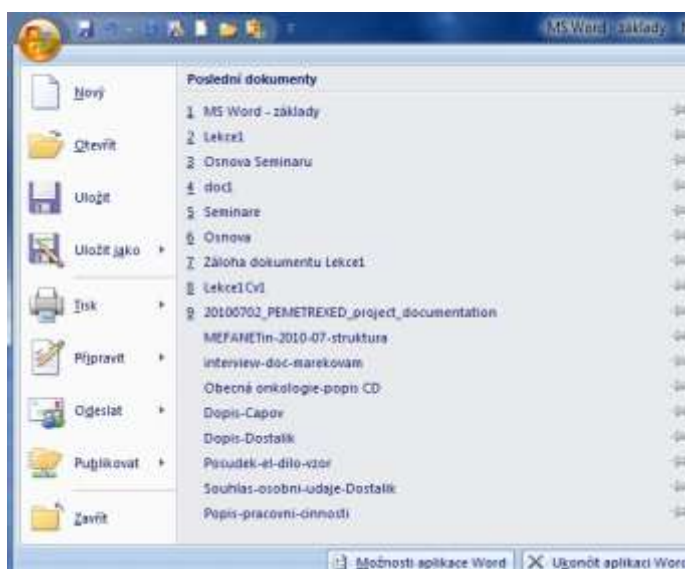 MS Word - základy
Nový
Otevřít
Uložit
Uložit jako
Tisk
Připravit
Odeslat
Publikovat
Zavřít
Poslední dokumenty
1 MS Word - základy
2 Lekce1
3 Osnova Seminaru
4 doc1
5 Seminare
6 Osnova
7 Záloha dokumentu Lekce1
8 Lekce1Cv1
9 20100702_PEMETREXED_project_documentation
MEFANETin-2010-07-struktura
interview-doc-marekovam
Obecná onkologie-popis CD
Dopis-Capov
Dopis-Dostalik
Posudek-el-dilo-vzor
Souhlas-osobni-udaje-Dostalik
Popis-pracovni-cinnosti
Možnosti aplikace Word
Ukončit aplikaci Word